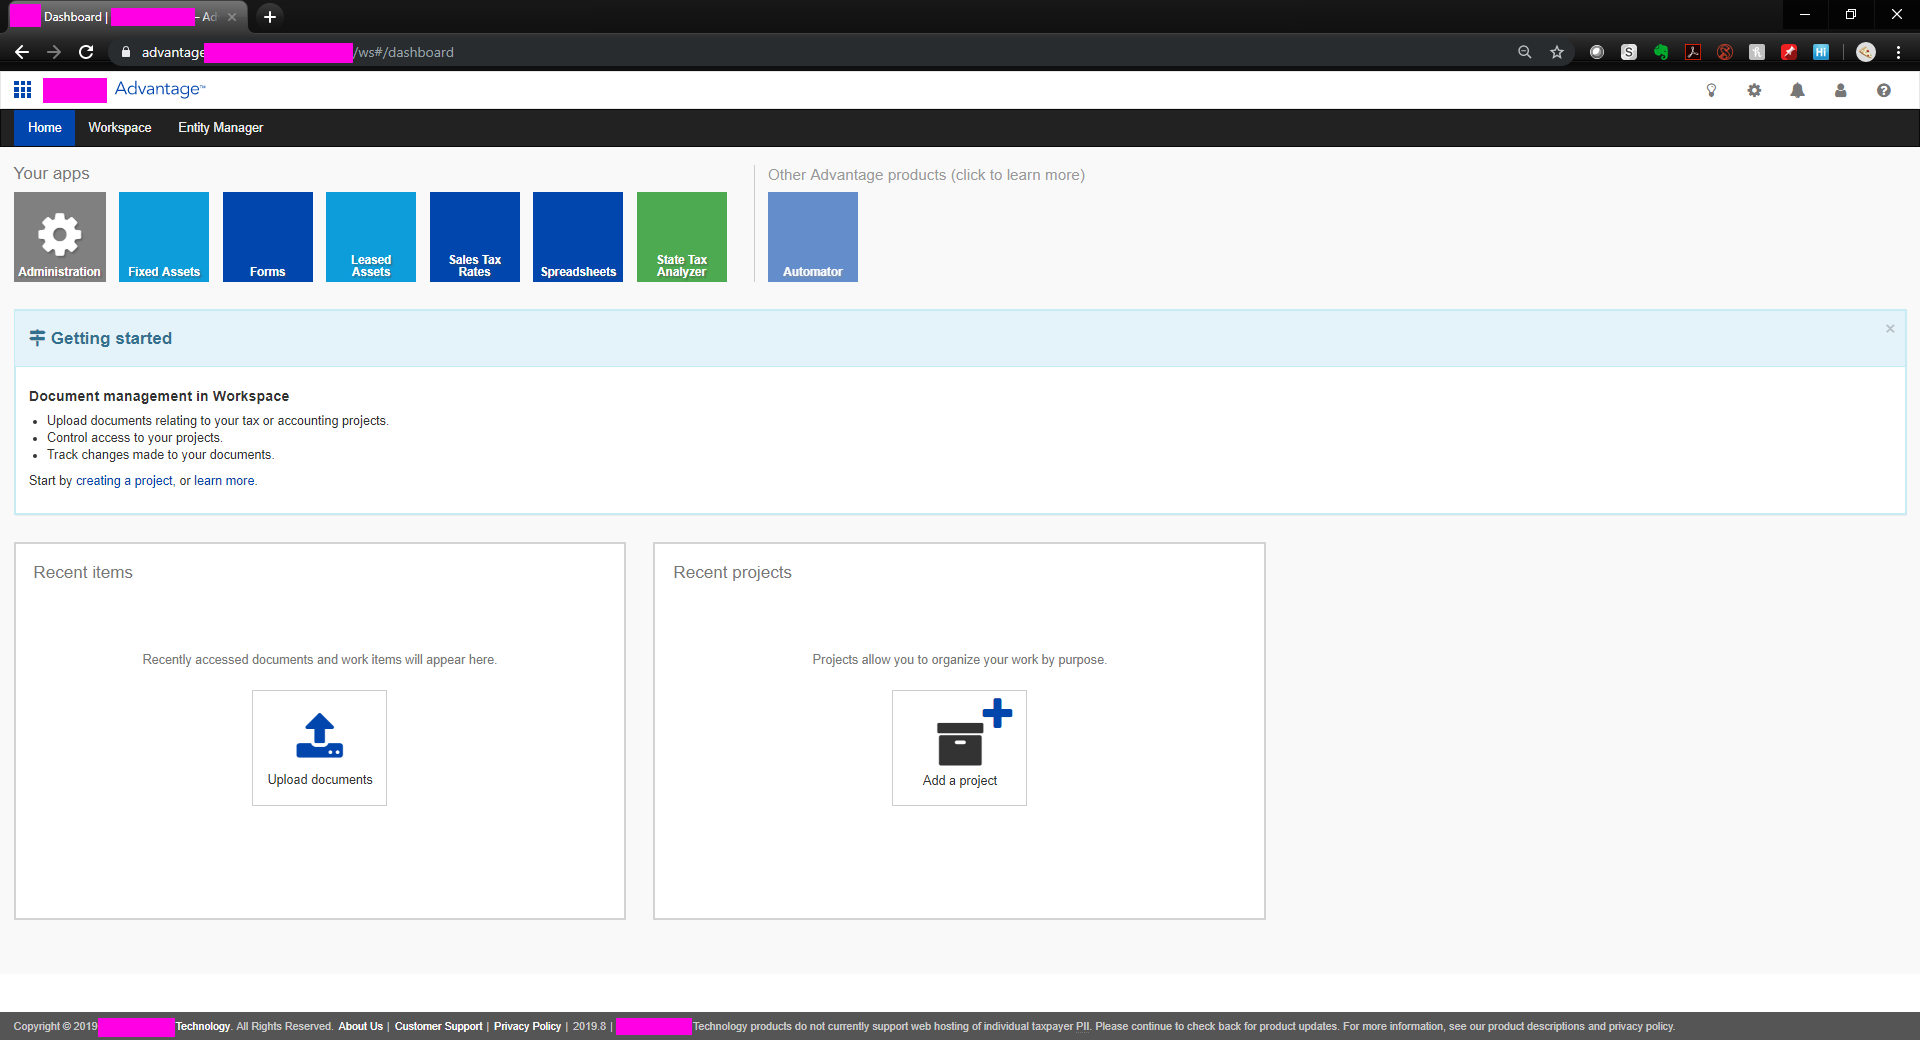 Dashboard | - Ad
advantage /ws#/dashboard
S
Hi
Advantage™
Home Workspace Entity Manager
Your apps
Other Advantage products (click to learn more)
Administration
Fixed Assets
Forms
Leased
Assets
Sales Tax
Rates
Spreadsheets
State Tax
Analyzer
Automator
Getting started
Document management in Workspace
• Upload documents relating to your tax or accounting projects.
• Control access to your projects.
• Track changes made to your documents.
Start by creating a project, or learn more.
Recent items
Recently accessed documents and work items will appear here.
Upload documents
Recent projects
Projects allow you to organize your work by purpose.
Add a project
Copyright © 2019 Technology. All Rights Reserved. About Us | Customer Support | Privacy Policy | 2019.8 | Technology products do not currently support web hosting of individual taxpayer PII. Please continue to check back for product updates. For more information, see our product descriptions and privacy policy.